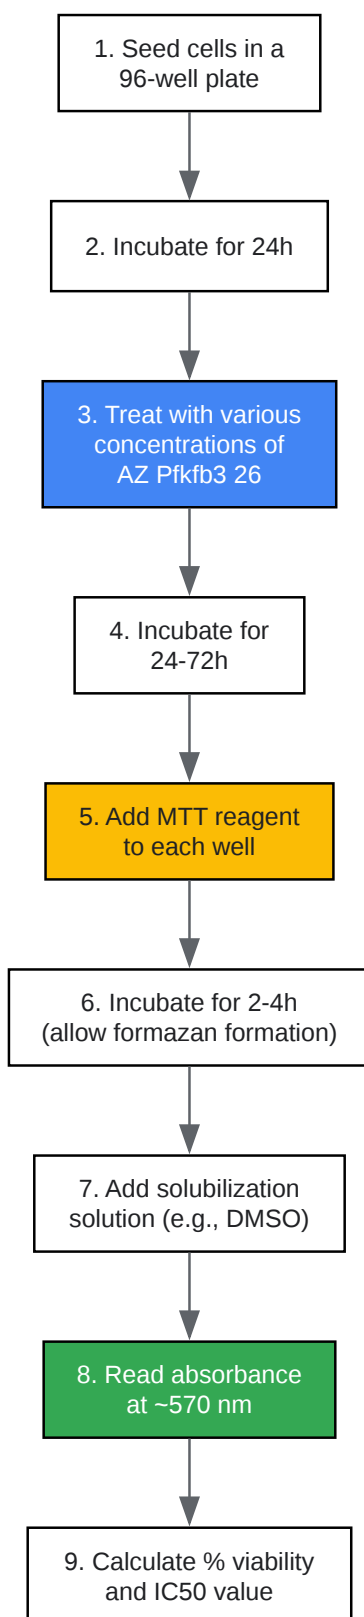 1. Seed cells in a
96-well plate
2. Incubate for 24h
3. Treat with various
concentrations of
AZ Pfkfb3 26
4. Incubate for
24-72h
5. Add MTT reagent
to each well
6. Incubate for 2-4h
(allow formazan formation)
7. Add solubilization
solution (e.g., DMSO)
8. Read absorbance
at ~570 nm
9. Calculate % viability
and IC50 value